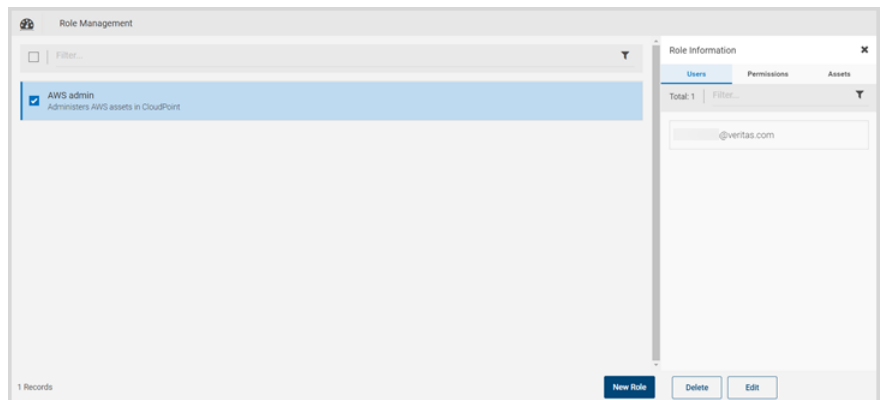 Role Management
Filter...
AWS admin
Administers AWS assets in CloudPoint
1 Records
New Role
Role Information
Users Permissions Assets
Total: 1 Filter...
@veritas.com
Delete Edit